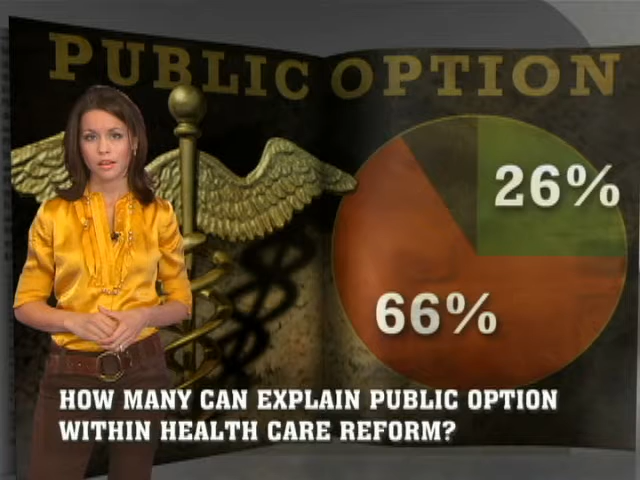 PUBLIC OPTION
26%
66%
HOW MANY CAN EXPLAIN PUBLIC OPTION
WITHIN HEALTH CARE REFORM?